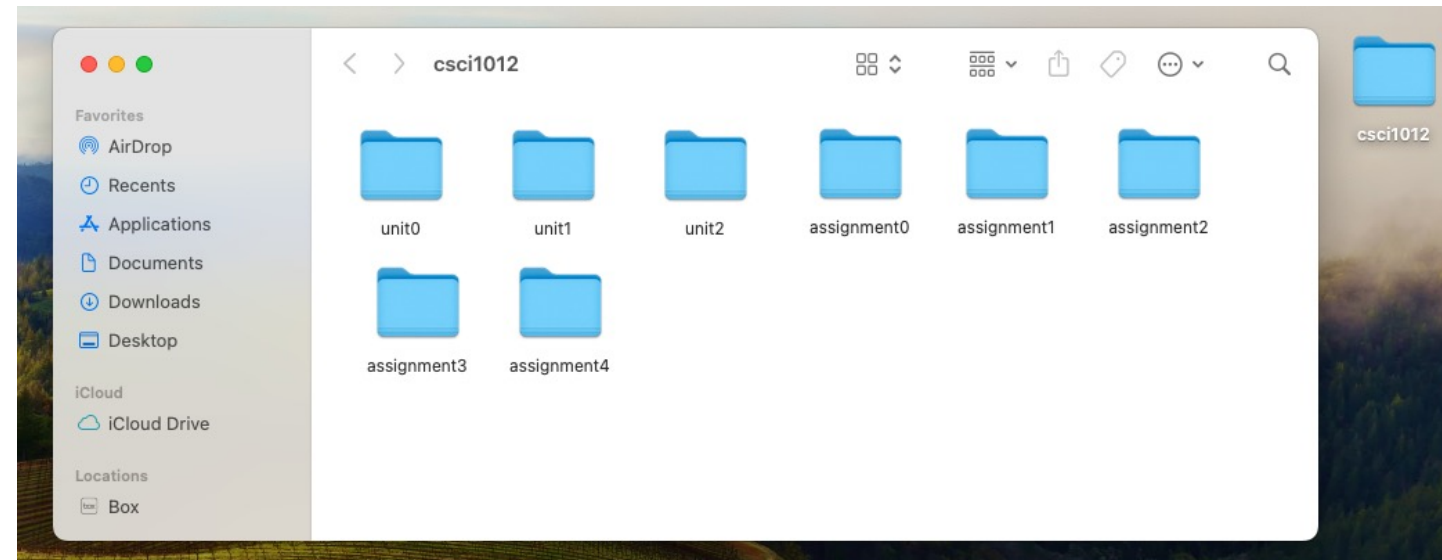 csci1012
Favorites
AirDrop
Recents
Applications
Documents
Downloads
Desktop
iCloud
iCloud Drive
Locations
box Box
unit0 unit1 unit2 assignment0 assignment1 assignment2
assignment3 assignment4
csci1012